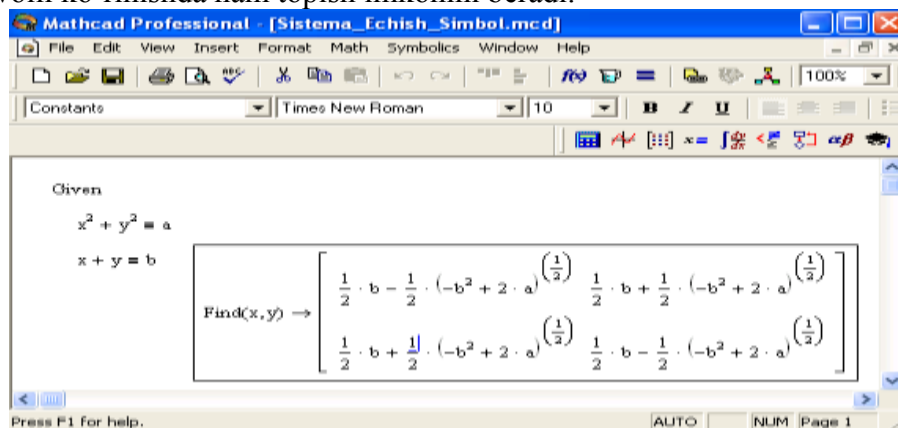 Mathcad Professional - [Sistema_Echish_Simbol.mcd]
File Edit View Insert Format Math Symbolics Window Help
100%
Constants Times New Roman 10 B I U
Given
x² + y² = a
x + y = b
Find(x,y) → [ 1/2 · b − 1/2 · (−b² + 2 · a)^(1/2) 1/2 · b + 1/2 · (−b² + 2 · a)^(1/2)
1/2 · b + 1/2 · (−b² + 2 · a)^(1/2) 1/2 · b − 1/2 · (−b² + 2 · a)^(1/2) ]
Press F1 for help. AUTO NUM Page 1